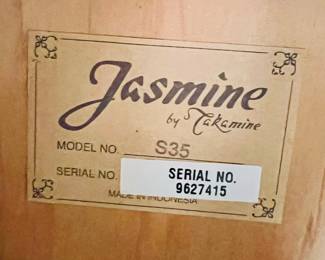 Jasmine
by Takamine
MODEL NO. S35
SERIAL NO. SERIAL NO.
9627415
MADE IN INDONESIA